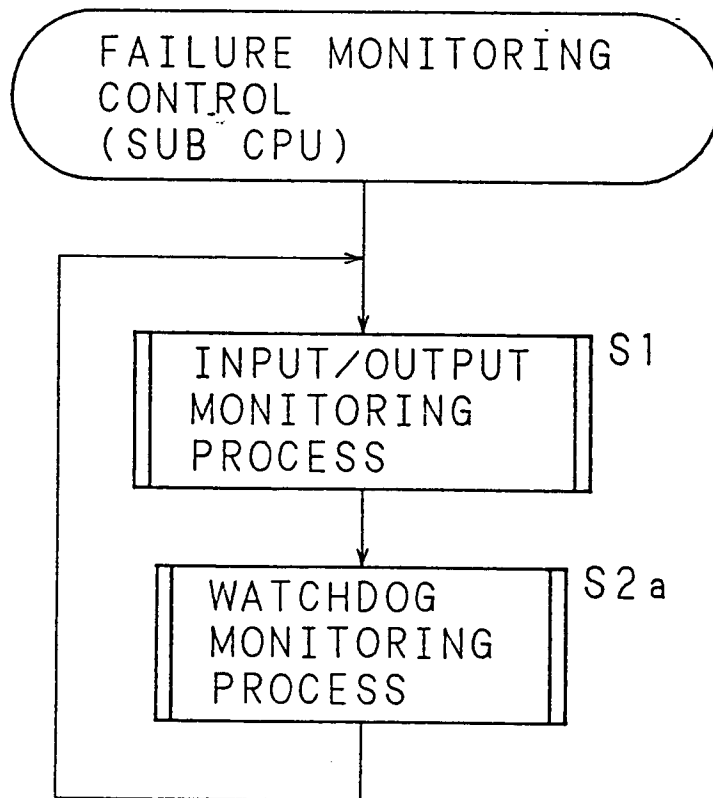 FAILURE MONITORING
CONTROL
(SUB CPU)
INPUT/OUTPUT
MONITORING
PROCESS
S1
WATCHDOG
MONITORING
PROCESS
S2a